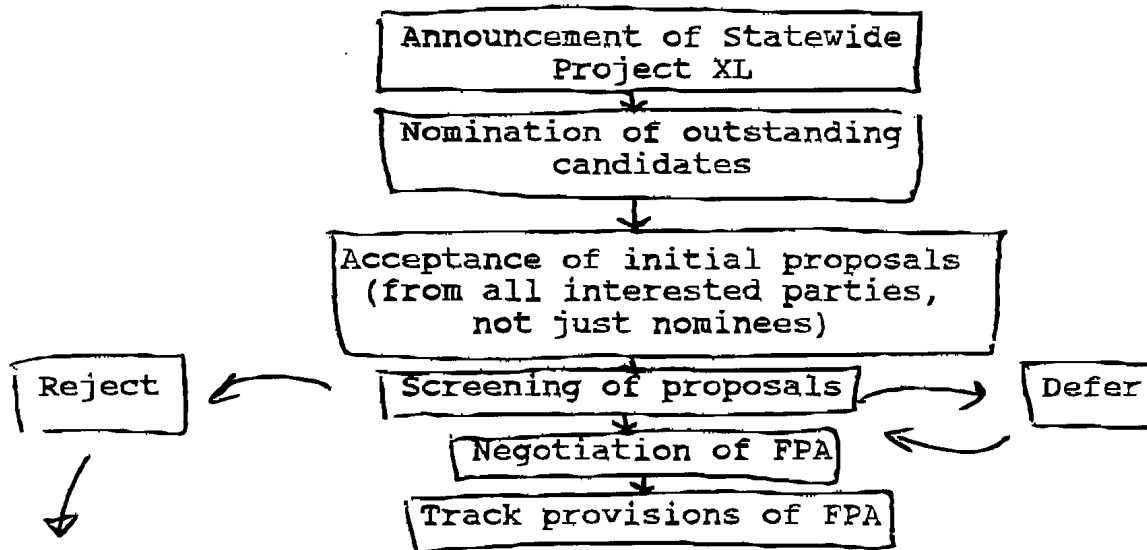 Announcement of Statewide
Project XL
Nomination of outstanding
candidates
Acceptance of initial proposals
(from all interested parties,
not just nominees)
Reject
Screening of proposals
Defer
Negotiation of FPA
Track provisions of FPA